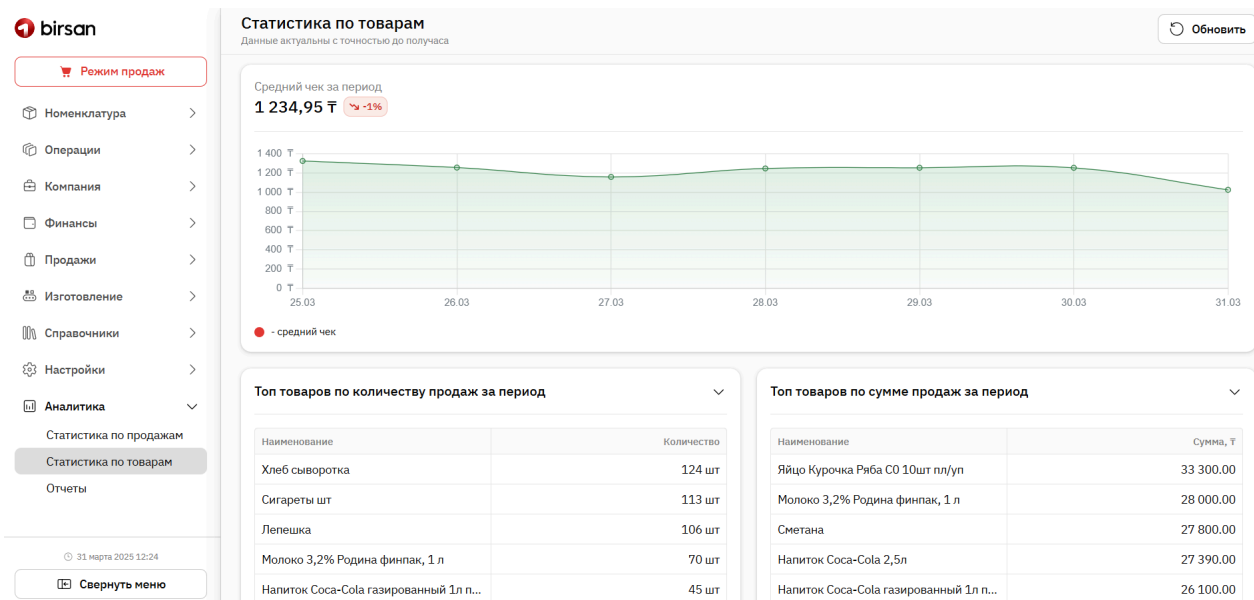 birsan
Режим продаж
Номенклатура
Операции
Компания
Финансы
Продажи
Изготовление
Справочники
Настройки
Аналитика
Статистика по продажам
Статистика по товарам
Отчеты
31 марта 2025 12:24
Свернуть меню
Статистика по товарам
Данные актуальны с точностью до получаса
Обновить
Средний чек за период
1 234,95 ₸ -1%
1 400 ₸
1 200 ₸
1 000 ₸
800 ₸
600 ₸
400 ₸
200 ₸
0 ₸
25.03 26.03 27.03 28.03 29.03 30.03 31.03
- средний чек
Топ товаров по количеству продаж за период
Наименование Количество
Хлеб сыворотка 124 шт
Сигареты шт 113 шт
Лепешка 106 шт
Молоко 3,2% Родина финпак, 1 л 70 шт
Напиток Coca-Cola газированный 1л п... 45 шт
Топ товаров по сумме продаж за период
Наименование Сумма, ₸
Яйцо Курочка Ряба С0 10шт пл/уп 33 300.00
Молоко 3,2% Родина финпак, 1 л 28 000.00
Сметана 27 800.00
Напиток Coca-Cola 2,5л 27 390.00
Напиток Coca-Cola газированный 1л п... 26 100.00